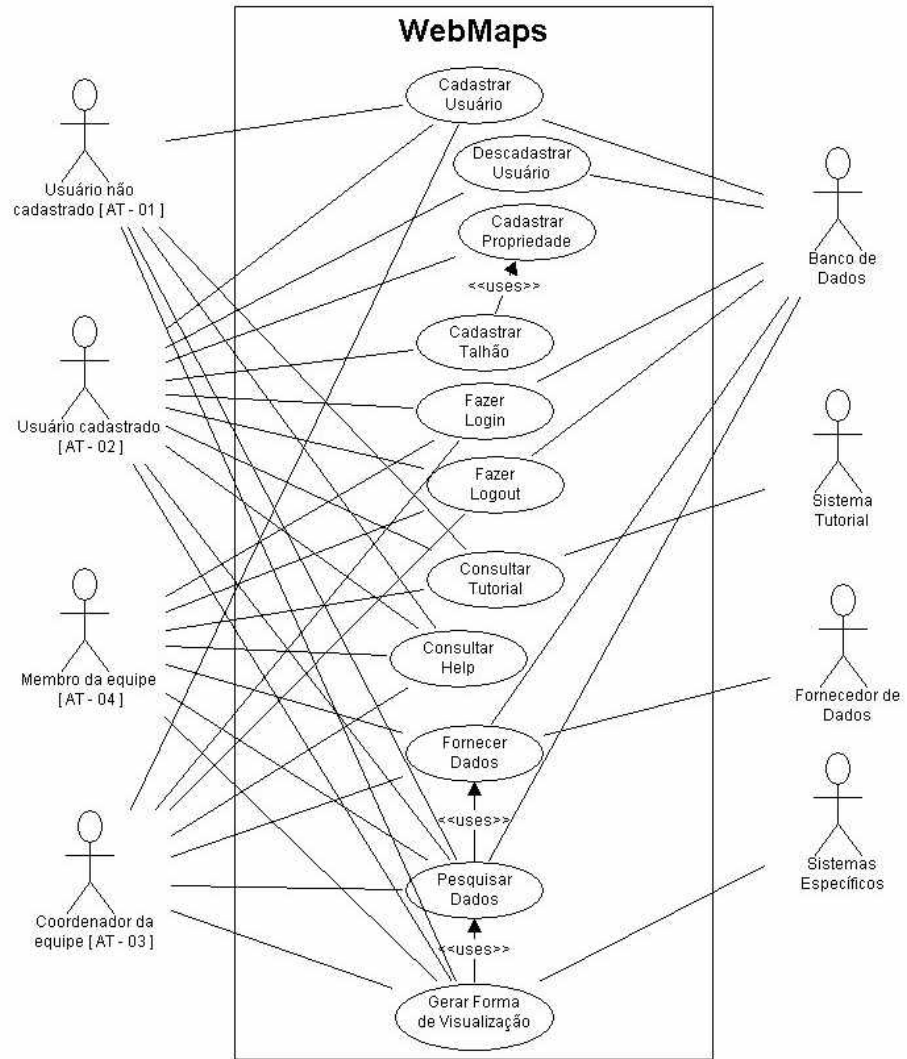 WebMaps
Cadastrar
Usuário
Descadastrar
Usuário
Cadastrar
Propriedade
<<uses>>
Cadastrar
Talhão
Fazer
Login
Fazer
Logout
Consultar
Tutorial
Consultar
Help
Fornecer
Dados
<<uses>>
Pesquisar
Dados
<<uses>>
Gerar Forma
de Visualização
Usuário não
cadastrado [ AT - 01 ]
Usuário cadastrado
[ AT - 02 ]
Membro da equipe
[ AT - 04 ]
Coordenador da
equipe [ AT - 03 ]
Banco de
Dados
Sistema
Tutorial
Fornecedor de
Dados
Sistemas
Específicos